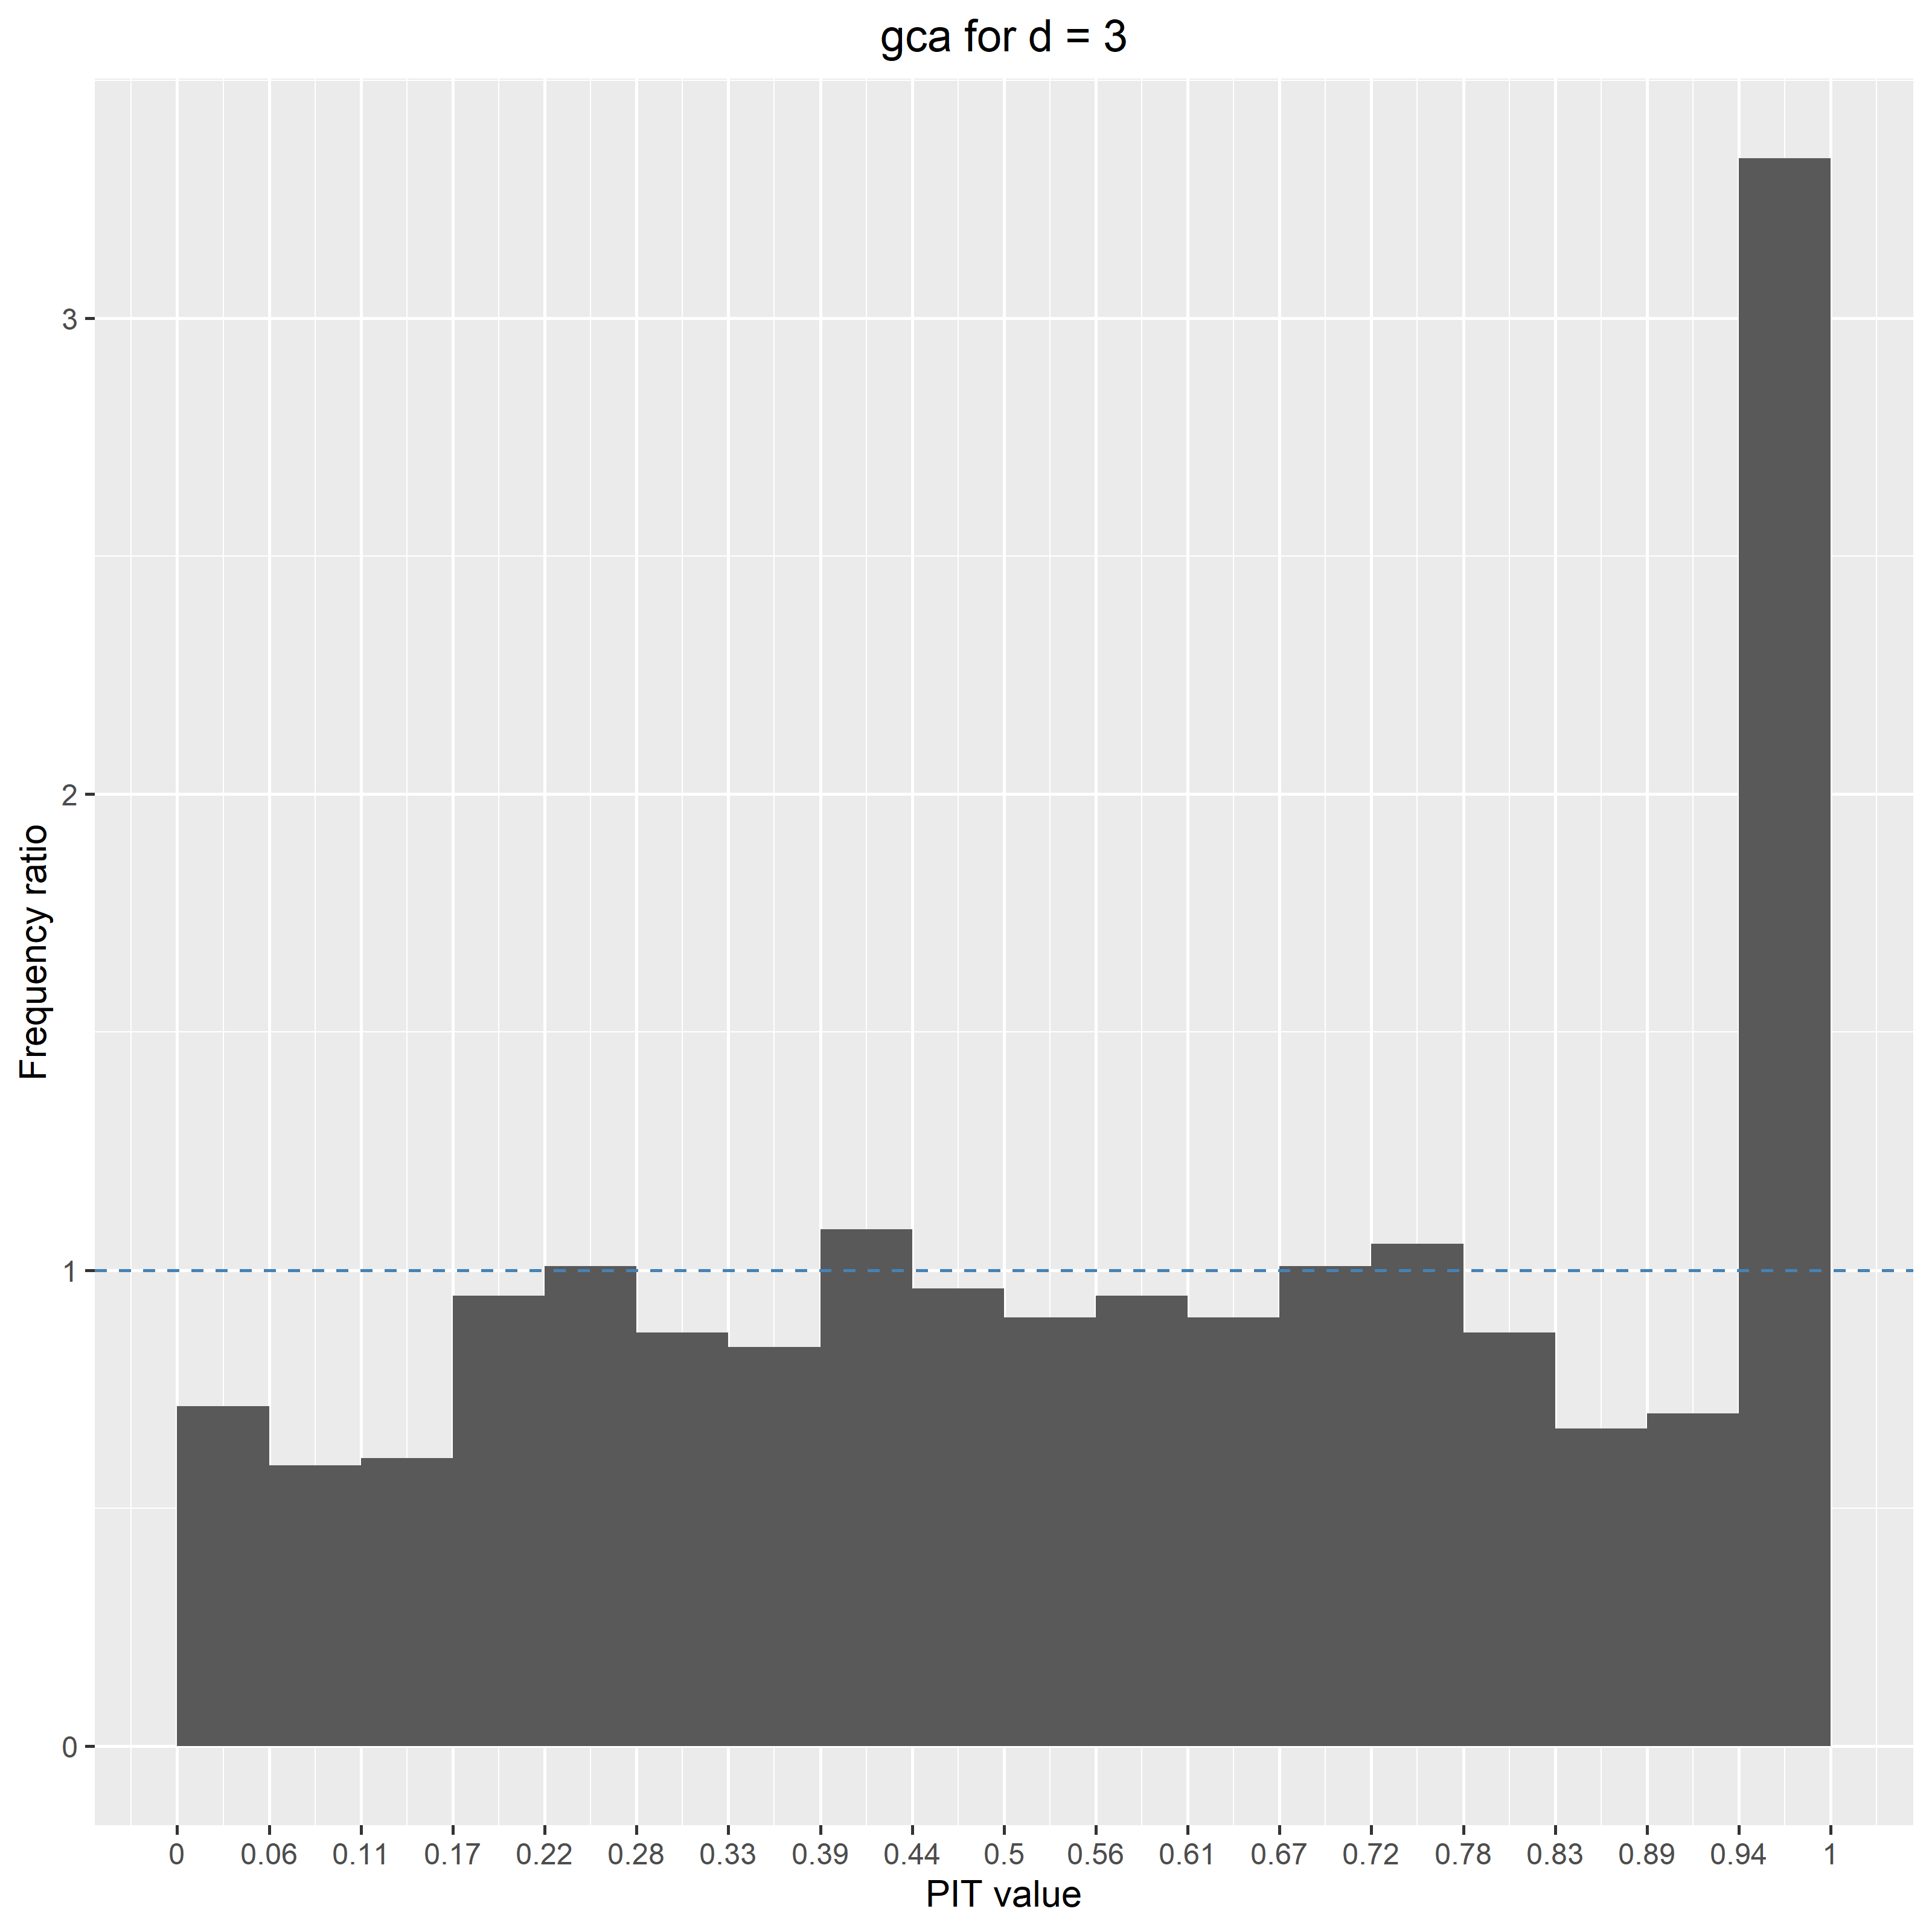 gca for d = 3
Frequency ratio
3
2
1
0
0 0.06 0.11 0.17 0.22 0.28 0.33 0.39 0.44 0.5 0.56 0.61 0.67 0.72 0.78 0.83 0.89 0.94 1
PIT value